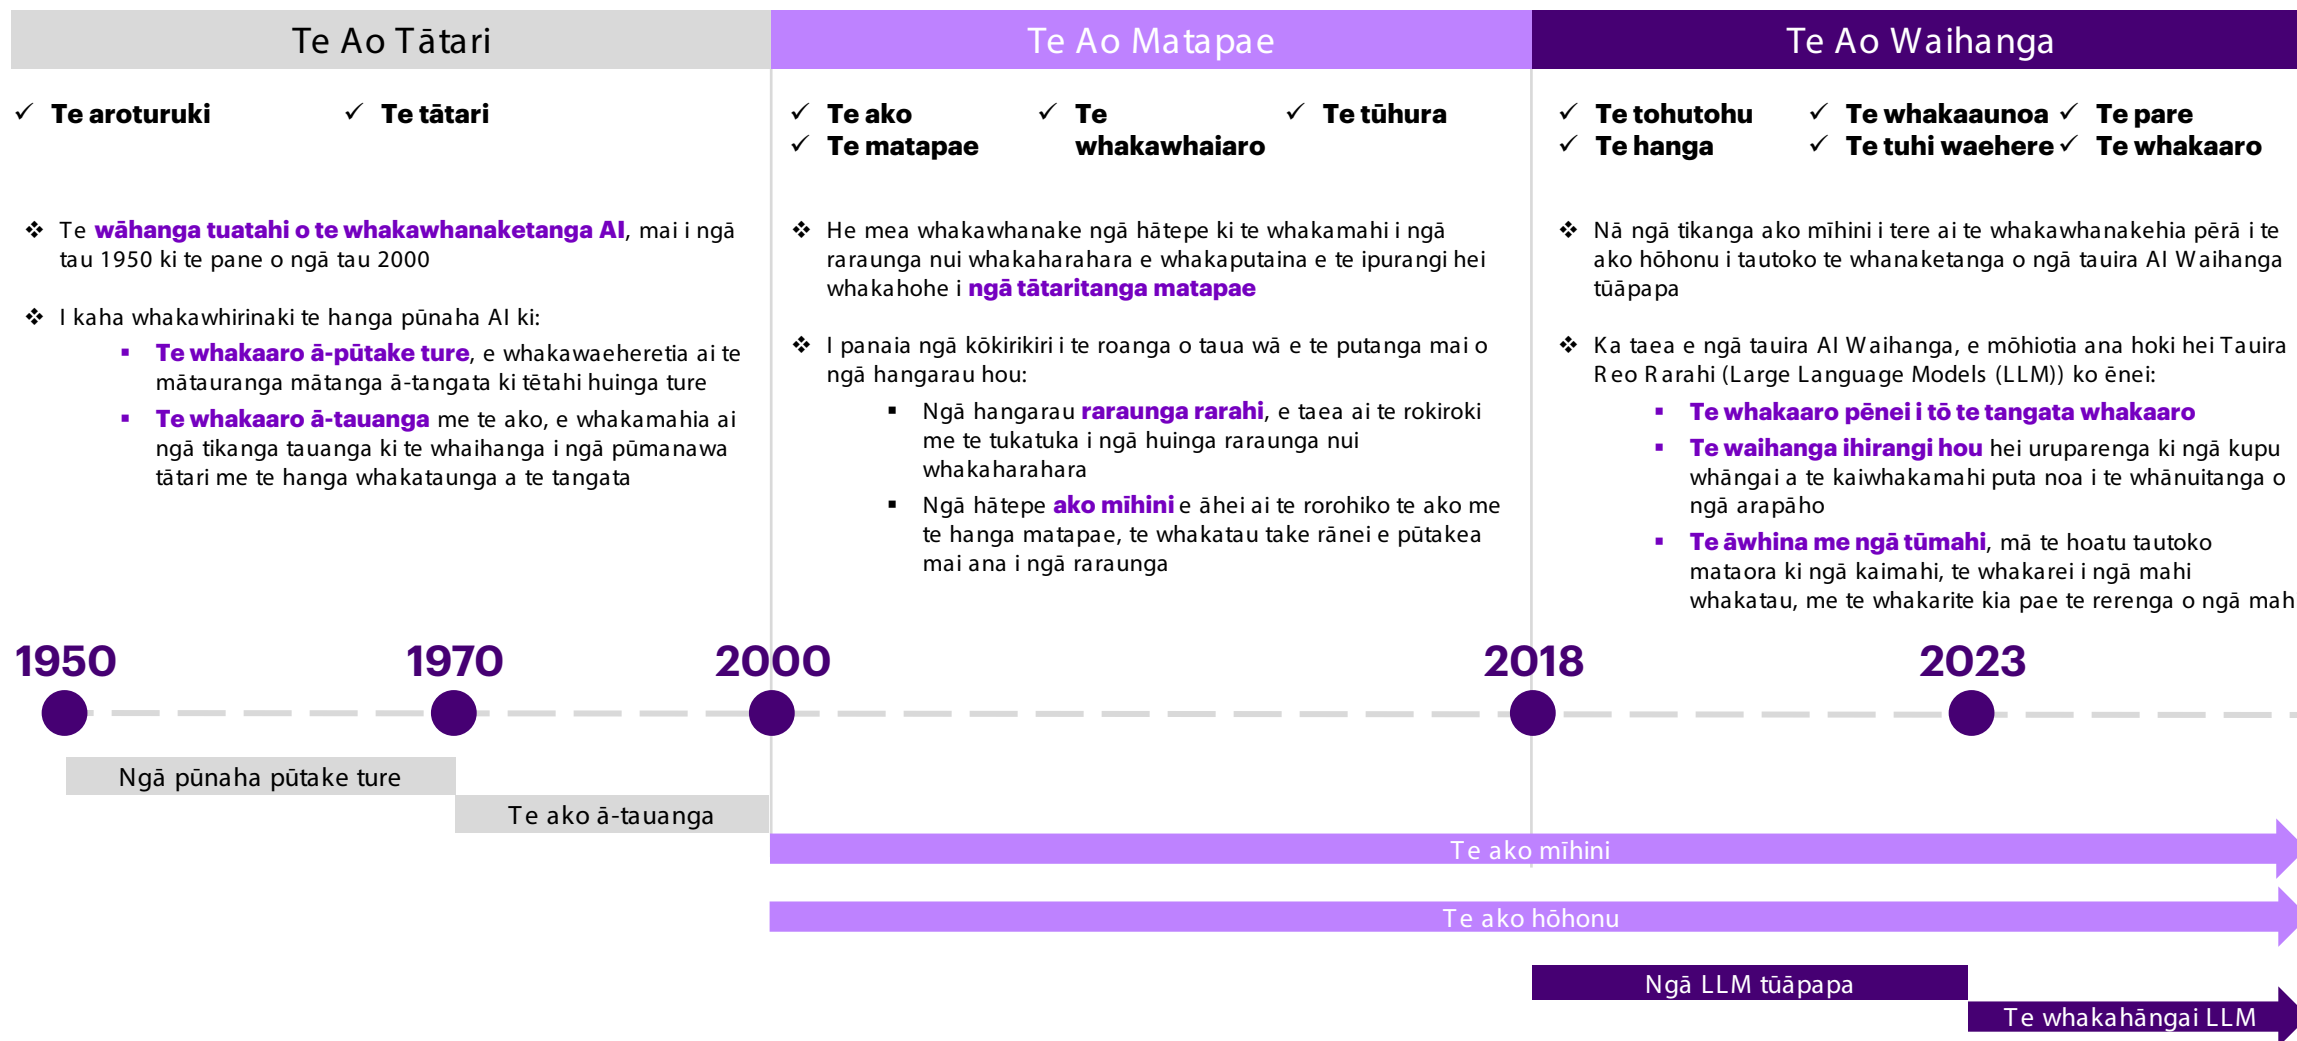 Te Ao Tātari
✓ Te aroturuki ✓ Te tātari
❖ Te wāhanga tuatahi o te whakawhanaketanga AI, mai i ngā
tau 1950 ki te pane o ngā tau 2000
❖ I kaha whakawhirinaki te hanga pūnaha AI ki:
▪ Te whakaaro ā-pūtake ture, e whakawaeheretia ai te
mātauranga mātanga ā-tangata ki tētahi huinga ture
▪ Te whakaaro ā-tauanga me te ako, e whakamahia ai
ngā tikanga tauanga ki te whaihanga i ngā pūmanawa
tātari me te hanga whakataunga a te tangata
Te Ao Matapae
✓ Te ako ✓ Te ✓ Te tūhura
✓ Te matapae whakawhaiaro
❖ He mea whakawhanake ngā hātepe ki te whakamahi i ngā
raraunga nui whakaharahara e whakaputaina e te ipurangi hei
whakahohe i ngā tātaritanga matapae
❖ I panaia ngā kōkirikiri i te roanga o taua wā e te putanga mai o
ngā hangarau hou:
▪ Ngā hangarau raraunga rarahi, e taea ai te rokiroki
me te tukatuka i ngā huinga raraunga nui
whakaharahara
▪ Ngā hātepe ako mīhini e āhei ai te rorohiko te ako me
te hanga matapae, te whakatau take rānei e pūtakea
mai ana i ngā raraunga
Te Ao Waihanga
✓ Te tohutohu ✓ Te whakaaunoa ✓ Te pare
✓ Te hanga ✓ Te tuhi waehere ✓ Te whakaaro
❖ Nā ngā tikanga ako mīhini i tere ai te whakawhanakehia pērā i te
ako hōhonu i tautoko te whanaketanga o ngā tauira AI Waihanga
tūāpapa
❖ Ka taea e ngā tauira AI Waihanga, e mōhiotia ana hoki hei Tauira
Reo Rarahi (Large Language Models (LLM)) ko ēnei:
▪ Te whakaaro pēnei i tō te tangata whakaaro
▪ Te waihanga ihirangi hou hei uruparenga ki ngā kupu
whāngai a te kaiwhakamahi puta noa i te whānuitanga o
ngā arapāho
▪ Te āwhina me ngā tūmahi, mā te hoatu tautoko
mataora ki ngā kaimahi, te whakarei i ngā mahi
whakatau, me te whakarite kia pae te rerenga o ngā mah
1950 1970 2000 2018 2023
Ngā pūnaha pūtake ture
Te ako ā-tauanga
Te ako mīhini
Te ako hōhonu
Ngā LLM tūāpapa
Te whakahāngai LLM